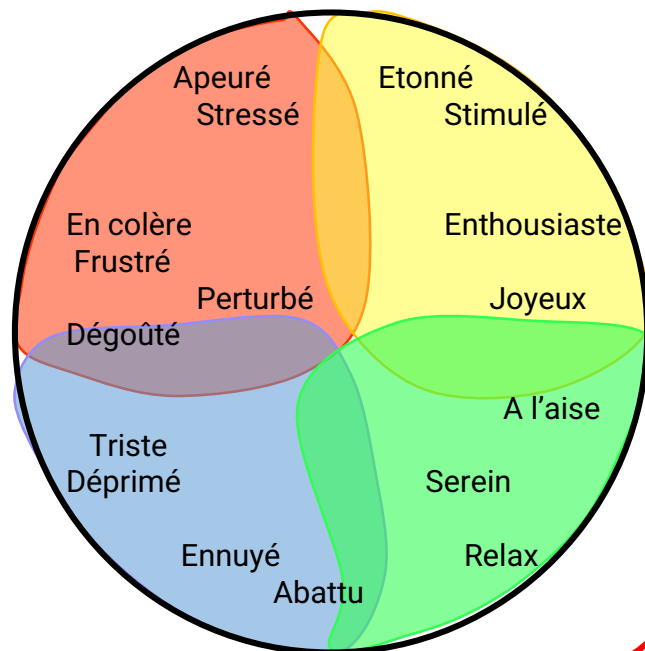 Apeuré
Stressé
En colère
Frustré
Perturbé
Dégoûté
Etonné
Stimulé
Enthousiaste
Joyeux
Triste
Déprimé
Ennuyé
Abattu
A l’aise
Serein
Relax